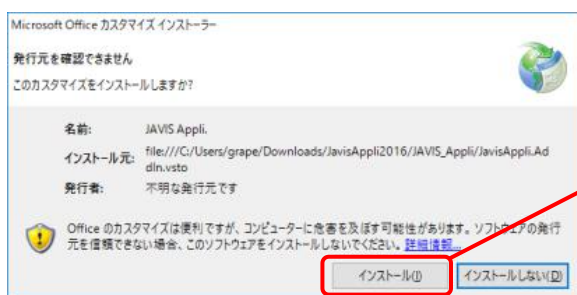 Microsoft Office カスタマイズ インストーラー
発行元を確認できません
このカスタマイズをインストールしますか?
名前: JAVIS Appli.
インストール元: file:///C:/Users/grape/Downloads/JavisAppli2016/JAVIS_Appli/JavisAppli.Ad
dIn.vsto
発行者: 不明な発行元です
Office のカスタマイズは便利ですが、コンピューターに危害を及ぼす可能性があります。ソフトウェアの発行
元を信頼できない場合、このソフトウェアをインストールしないでください。詳細情報...
インストール(I) インストールしない(D)